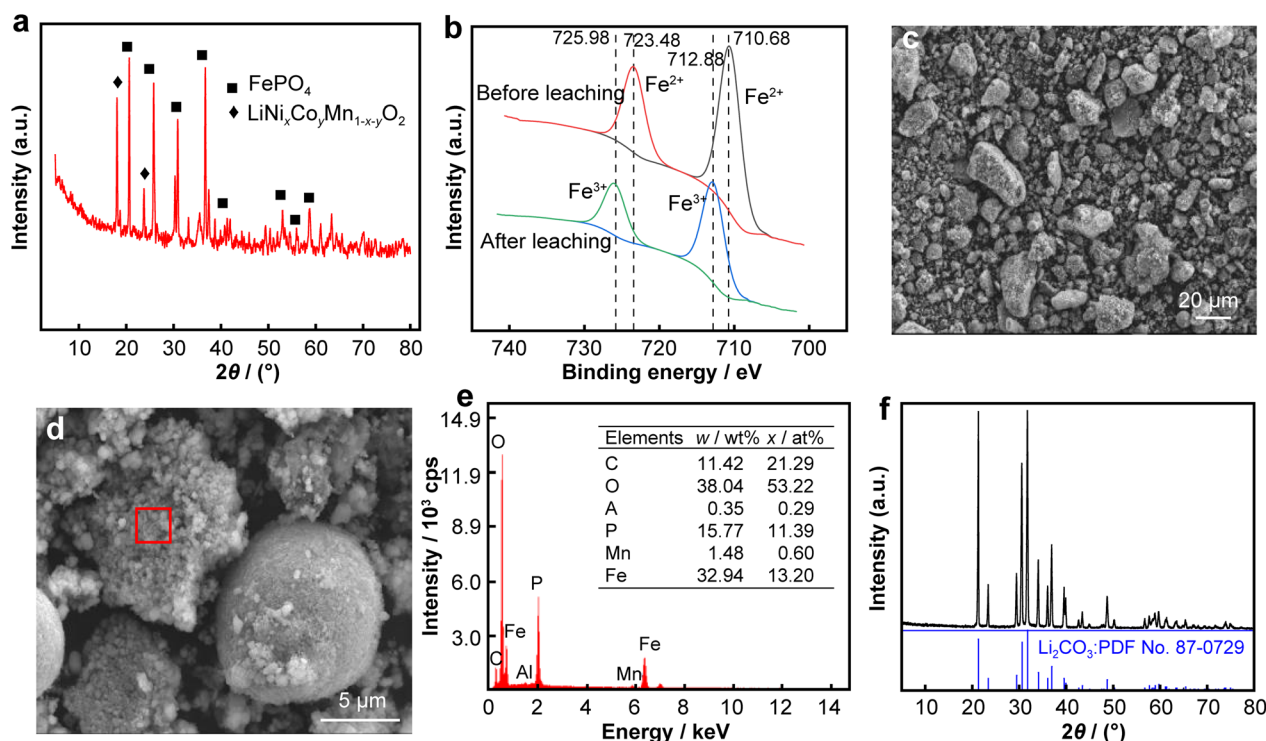 a
FePO4
LiNixCoyMn1-x-yO2
Intensity (a.u.)
10 20 30 40 50 60 70 80
2θ / (°)
b
725.98 723.48 712.88 710.68
Before leaching
Fe2+
Fe2+
Fe3+
Fe3+
After leaching
Intensity (a.u.)
740 730 720 710 700
Binding energy / eV
c
20 μm
d
5 μm
e
14.9
11.9
8.9
6.0
3.0
Intensity / 10³ cps
O
C
Fe
Al
P
Mn
Fe
0 2 4 6 8 10 12 14
Energy / keV
Elements w / wt% x / at%
C 11.42 21.29
O 38.04 53.22
A 0.35 0.29
P 15.77 11.39
Mn 1.48 0.60
Fe 32.94 13.20
f
Intensity (a.u.)
Li2CO3:PDF No. 87-0729
10 20 30 40 50 60 70 80
2θ / (°)